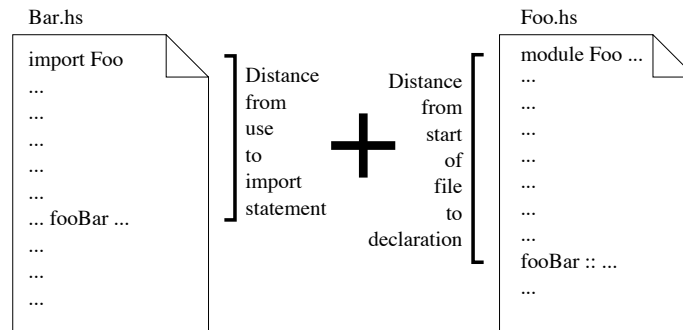 Bar.hs
import Foo
...
...
...
...
...
... fooBar ...
...
...
...
Distance
from
use
to
import
statement
Distance
from
start
of
file
to
declaration
Foo.hs
module Foo ...
...
...
...
...
...
...
...
fooBar :: ...
...